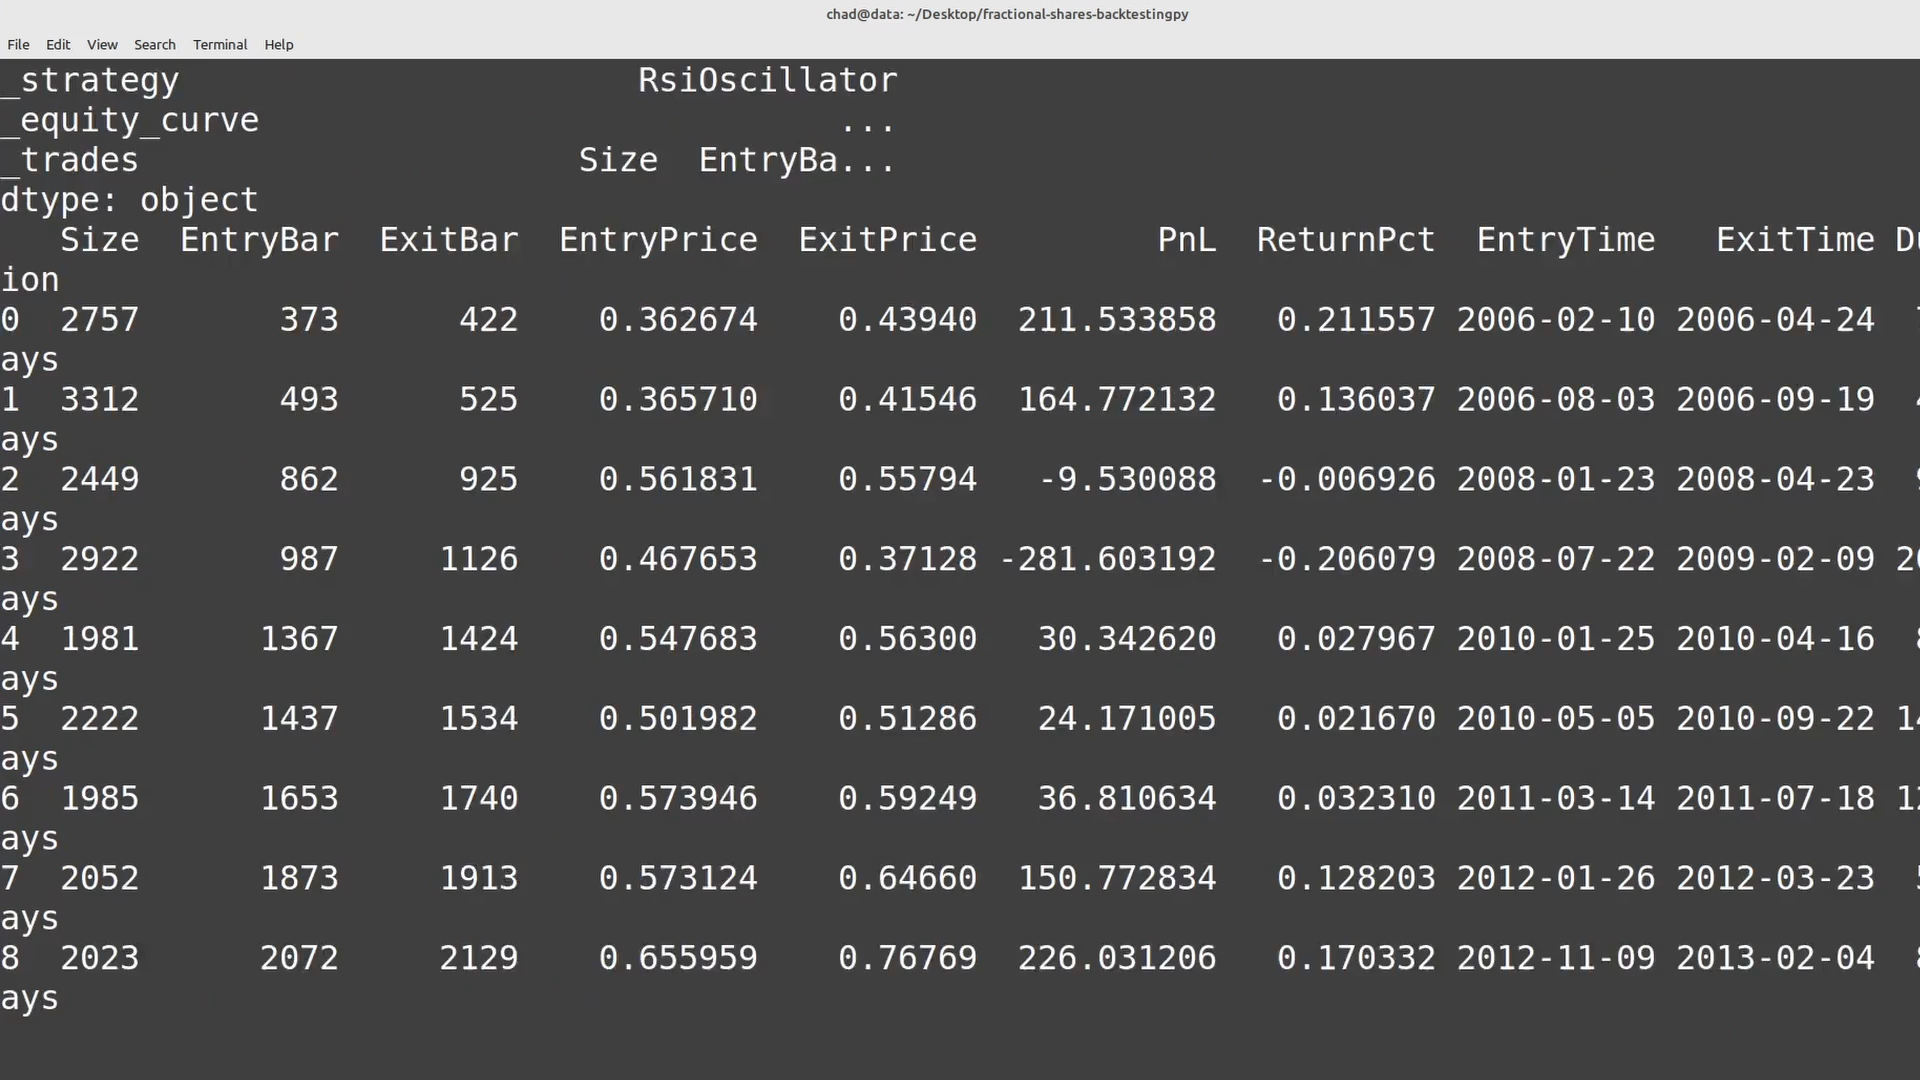 chad@data: ~/Desktop/fractional-shares-backtestingpy
File Edit View Search Terminal Help
_strategy RsiOscillator
_equity_curve ...
_trades Size EntryBa...
dtype: object
Size EntryBar ExitBar EntryPrice ExitPrice PnL ReturnPct EntryTime ExitTime
ion
0 2757 373 422 0.362674 0.43940 211.533858 0.211557 2006-02-10 2006-04-24
ays
1 3312 493 525 0.365710 0.41546 164.772132 0.136037 2006-08-03 2006-09-19
ays
2 2449 862 925 0.561831 0.55794 -9.530088 -0.006926 2008-01-23 2008-04-23
ays
3 2922 987 1126 0.467653 0.37128 -281.603192 -0.206079 2008-07-22 2009-02-09
ays
4 1981 1367 1424 0.547683 0.56300 30.342620 0.027967 2010-01-25 2010-04-16
ays
5 2222 1437 1534 0.501982 0.51286 24.171005 0.021670 2010-05-05 2010-09-22
ays
6 1985 1653 1740 0.573946 0.59249 36.810634 0.032310 2011-03-14 2011-07-18
ays
7 2052 1873 1913 0.573124 0.64660 150.772834 0.128203 2012-01-26 2012-03-23
ays
8 2023 2072 2129 0.655959 0.76769 226.031206 0.170332 2012-11-09 2013-02-04
ays